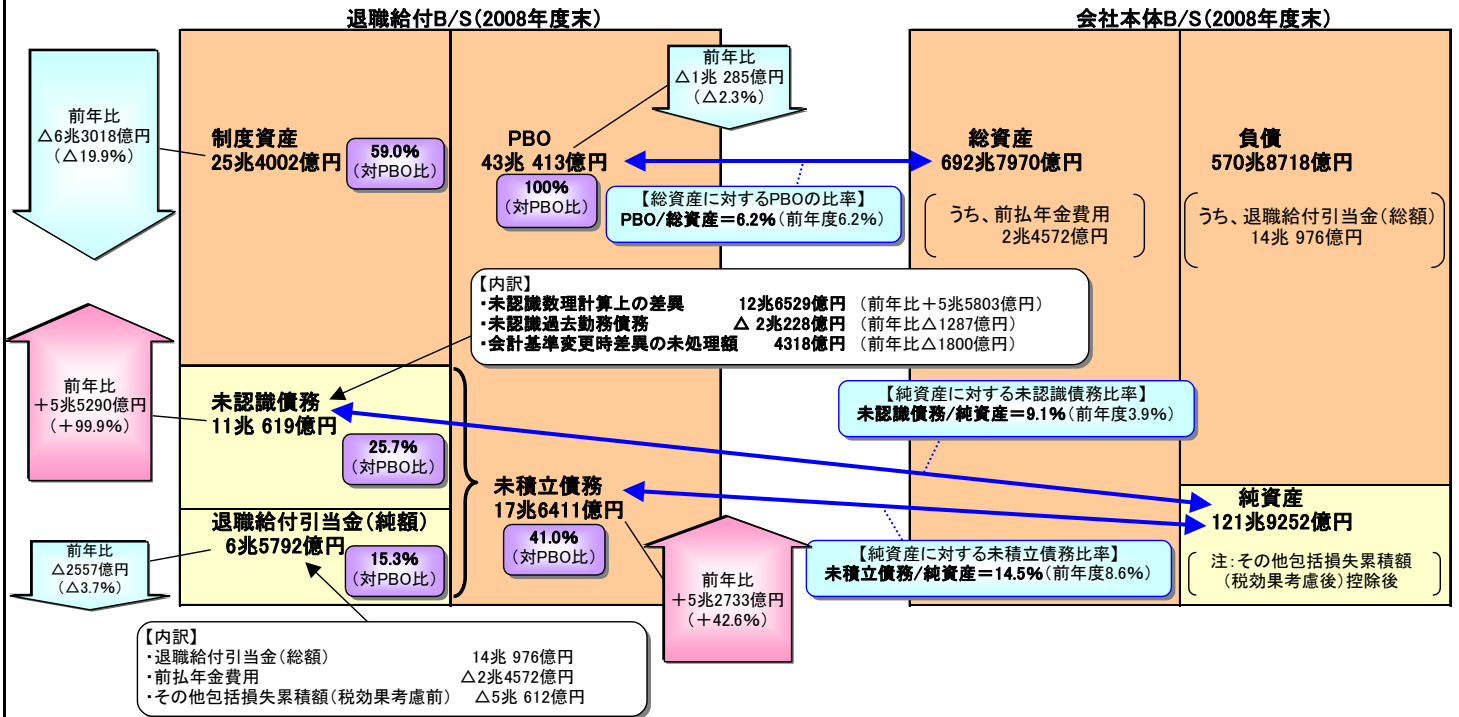 退職給付B/S(2008年度末)
会社本体B/S(2008年度末)
前年比
△6兆3018億円
(△19.9%)
制度資産
25兆4002億円
59.0%
(対PBO比)
前年比
△1兆 285億円
(△2.3%)
PBO
43兆 413億円
100%
(対PBO比)
【総資産に対するPBOの比率】
PBO/総資産=6.2%(前年度6.2%)
総資産
692兆7970億円
うち、前払年金費用
2兆4572億円
負債
570兆8718億円
うち、退職給付引当金(総額)
14兆 976億円
【内訳】
・未認識数理計算上の差異 12兆6529億円 (前年比+5兆5803億円)
・未認識過去勤務債務 △ 2兆228億円 (前年比△1287億円)
・会計基準変更時差異の未処理額 4318億円 (前年比△1800億円)
前年比
+5兆5290億円
(+99.9%)
未認識債務
11兆 619億円
25.7%
(対PBO比)
【純資産に対する未認識債務比率】
未認識債務/純資産=9.1%(前年度3.9%)
未積立債務
17兆6411億円
41.0%
(対PBO比)
純資産
121兆9252億円
注:その他包括損失累積額
(税効果考慮後)控除後
前年比
△2557億円
(△3.7%)
退職給付引当金(純額)
6兆5792億円
15.3%
(対PBO比)
前年比
+5兆2733億円
(+42.6%)
【純資産に対する未積立債務比率】
未積立債務/純資産=14.5%(前年度8.6%)
【内訳】
・退職給付引当金(総額) 14兆 976億円
・前払年金費用 △2兆4572億円
・その他包括損失累積額(税効果考慮前) △5兆 612億円